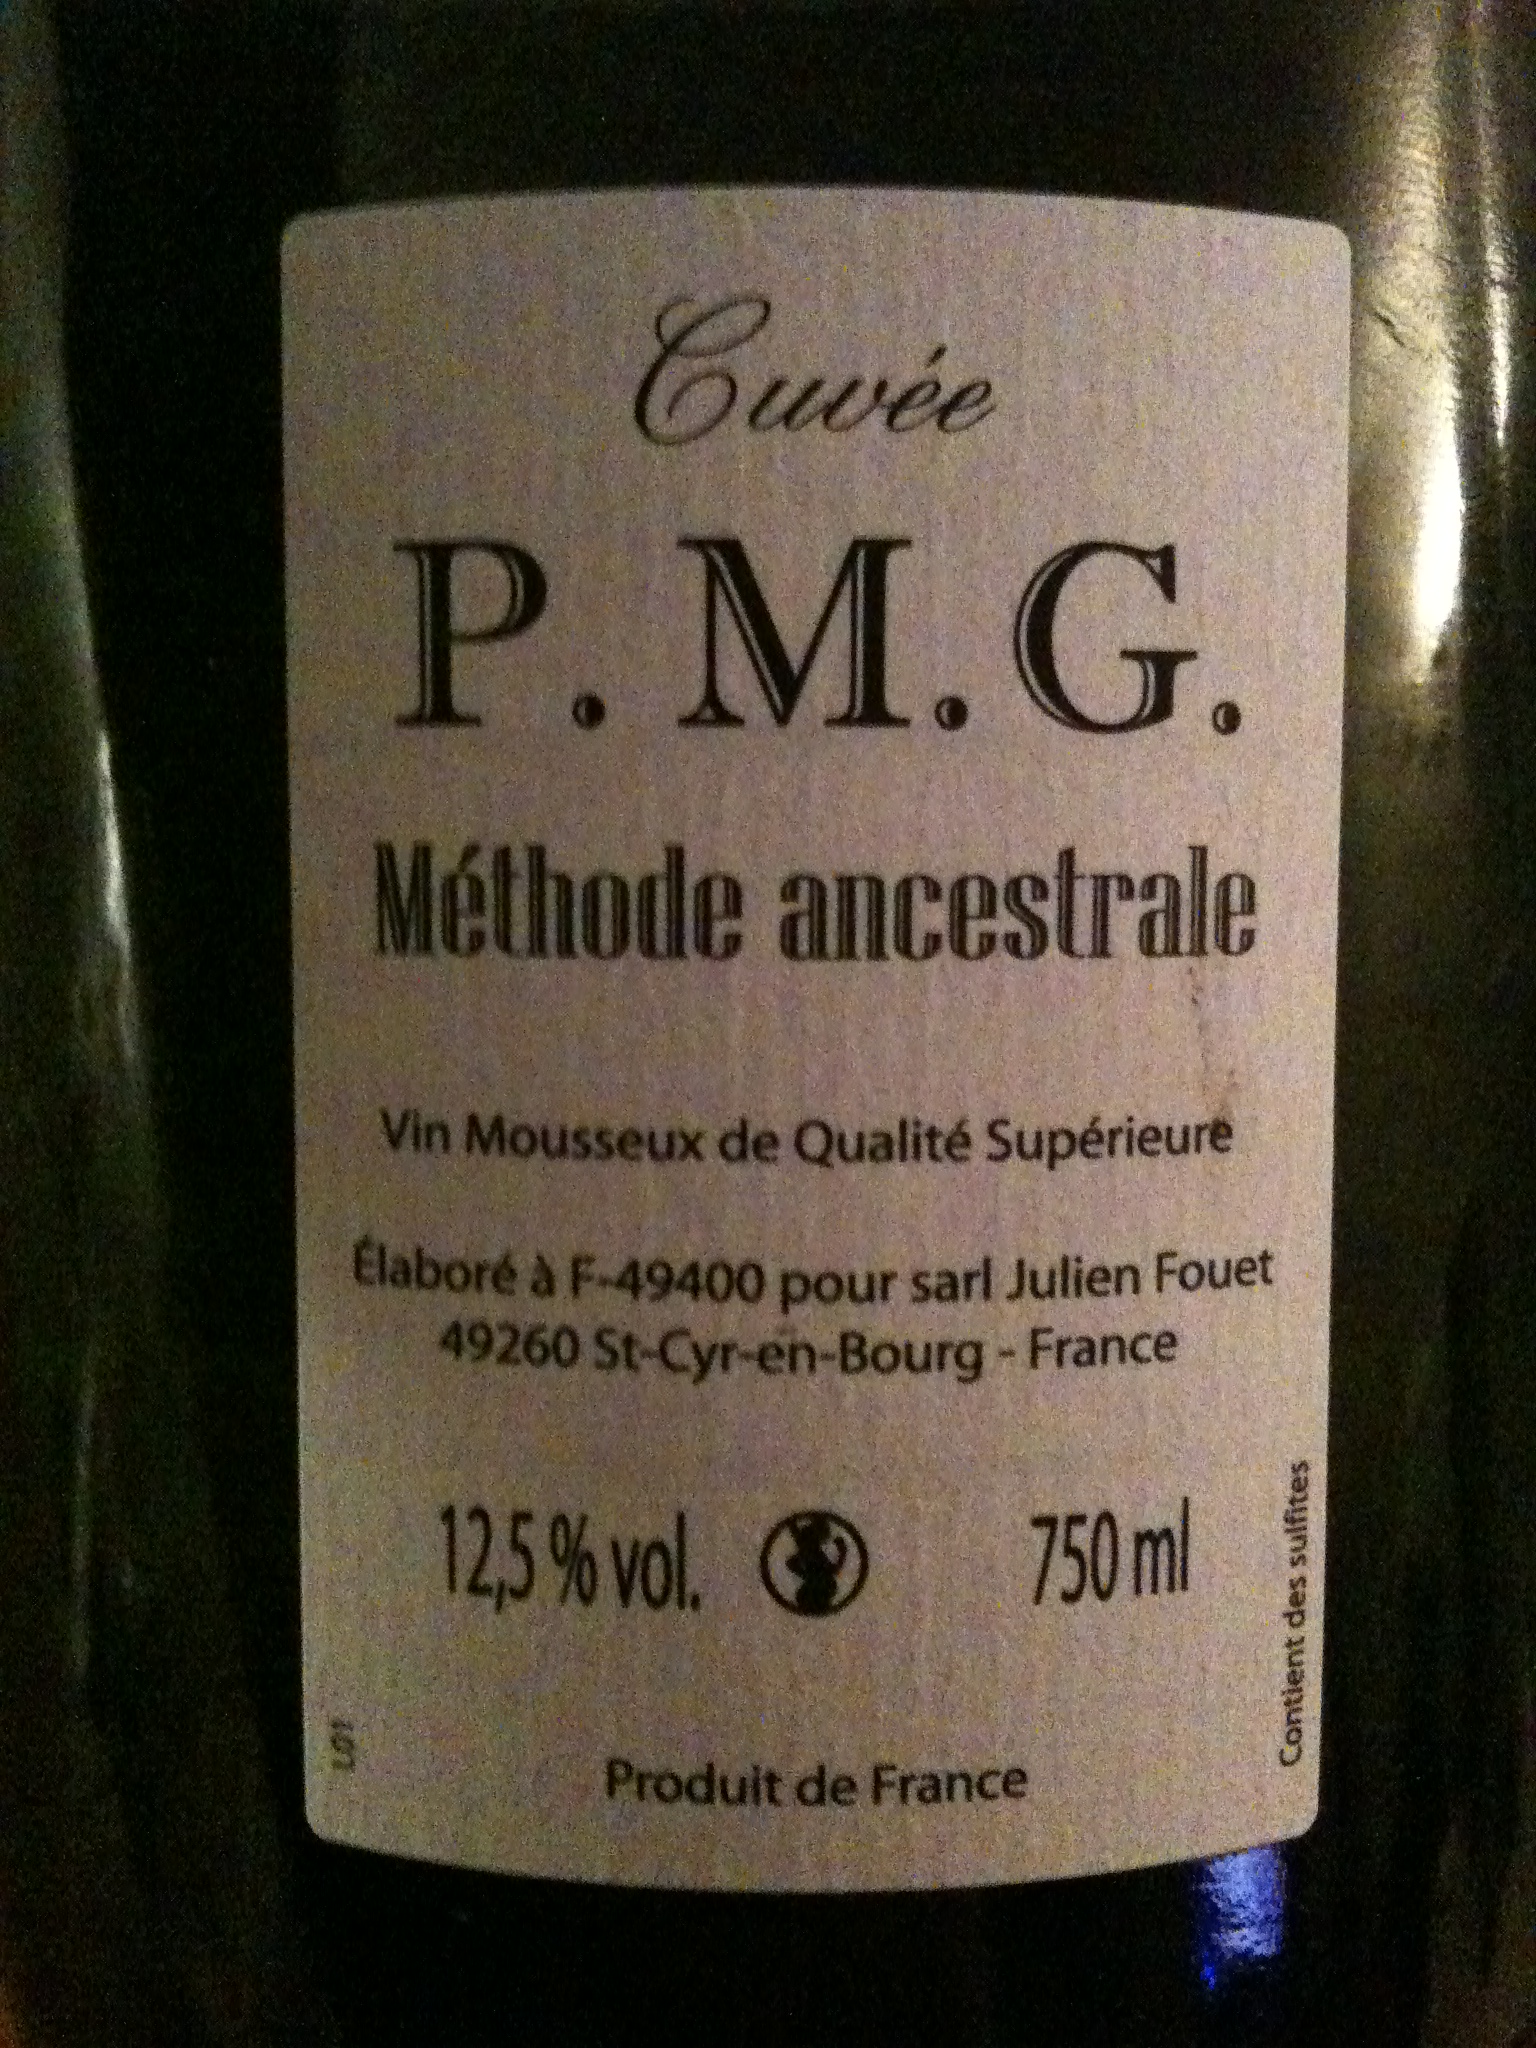 Cuvée
P. M. G.
Méthode ancestrale
Vin Mousseux de Qualité Supérieure
Élaboré à F-49400 pour sarl Julien Fouet
49260 St-Cyr-en-Bourg - France
12,5 % vol. 750 ml
Contient des sulfites
L01
Produit de France